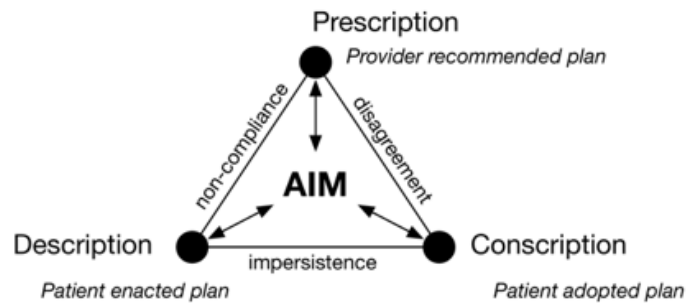 Prescription
Provider recommended plan
non-compliance
disagreement
AIM
Description
Conscription
impersistence
Patient enacted plan
Patient adopted plan